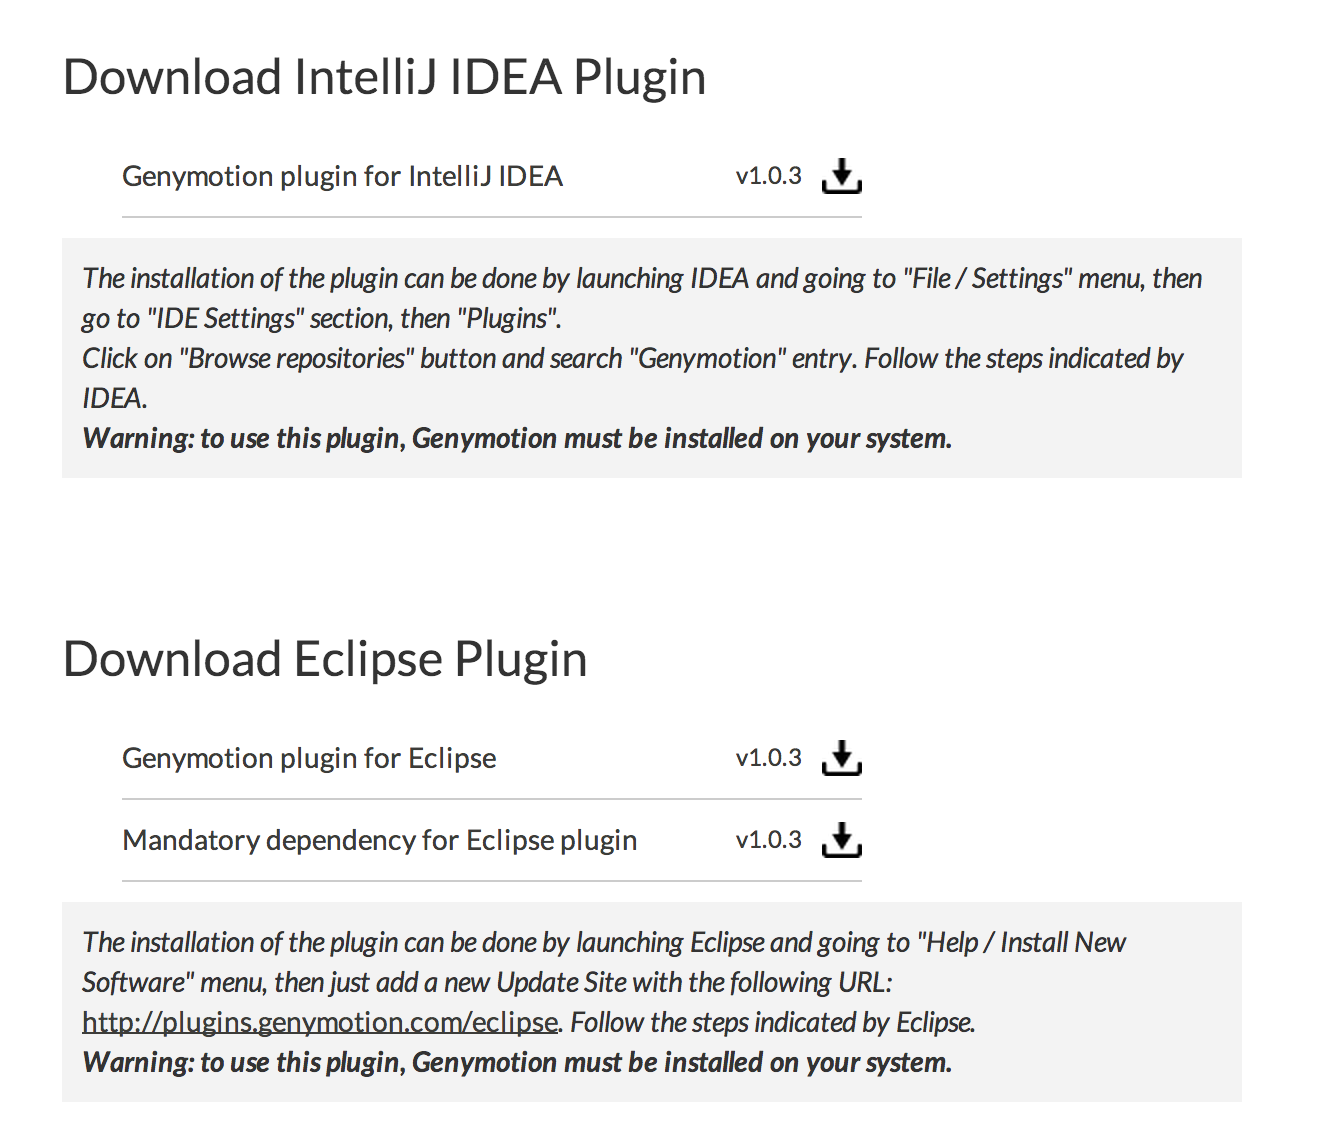 Download IntelliJ IDEA Plugin
Genymotion plugin for IntelliJ IDEA v1.0.3
The installation of the plugin can be done by launching IDEA and going to "File / Settings" menu, then
go to "IDE Settings" section, then "Plugins".
Click on "Browse repositories" button and search "Genymotion" entry. Follow the steps indicated by
IDEA.
Warning: to use this plugin, Genymotion must be installed on your system.
Download Eclipse Plugin
Genymotion plugin for Eclipse v1.0.3
Mandatory dependency for Eclipse plugin v1.0.3
The installation of the plugin can be done by launching Eclipse and going to "Help / Install New
Software" menu, then just add a new Update Site with the following URL:
http://plugins.genymotion.com/eclipse. Follow the steps indicated by Eclipse.
Warning: to use this plugin, Genymotion must be installed on your system.